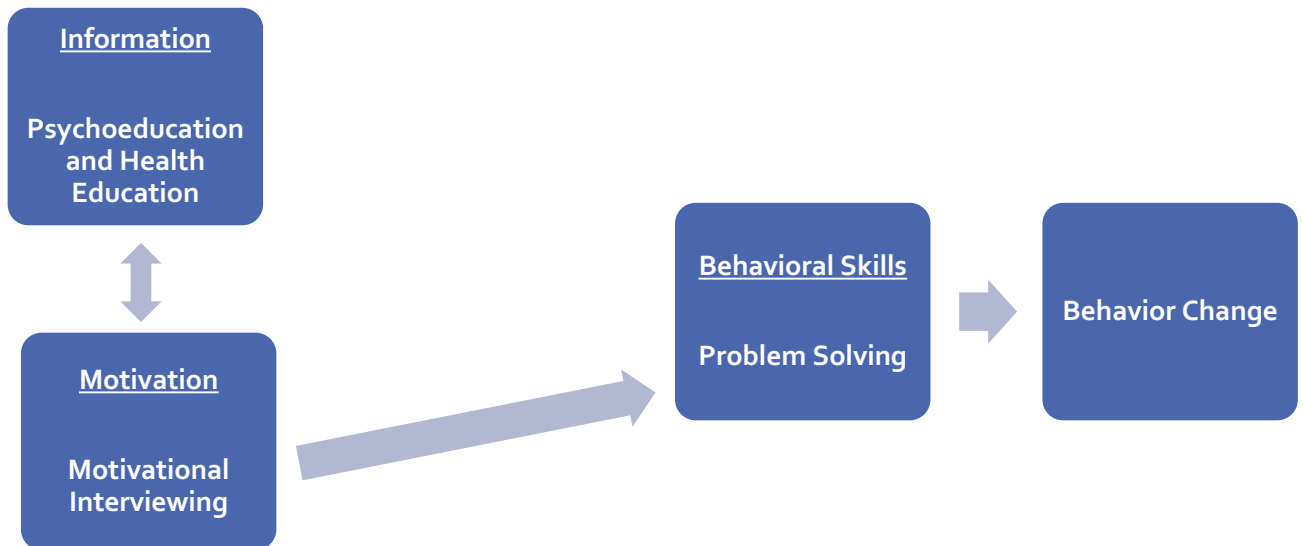 Information
Psychoeducation
and Health
Education
Motivation
Motivational
Interviewing
Behavioral Skills
Problem Solving
Behavior Change